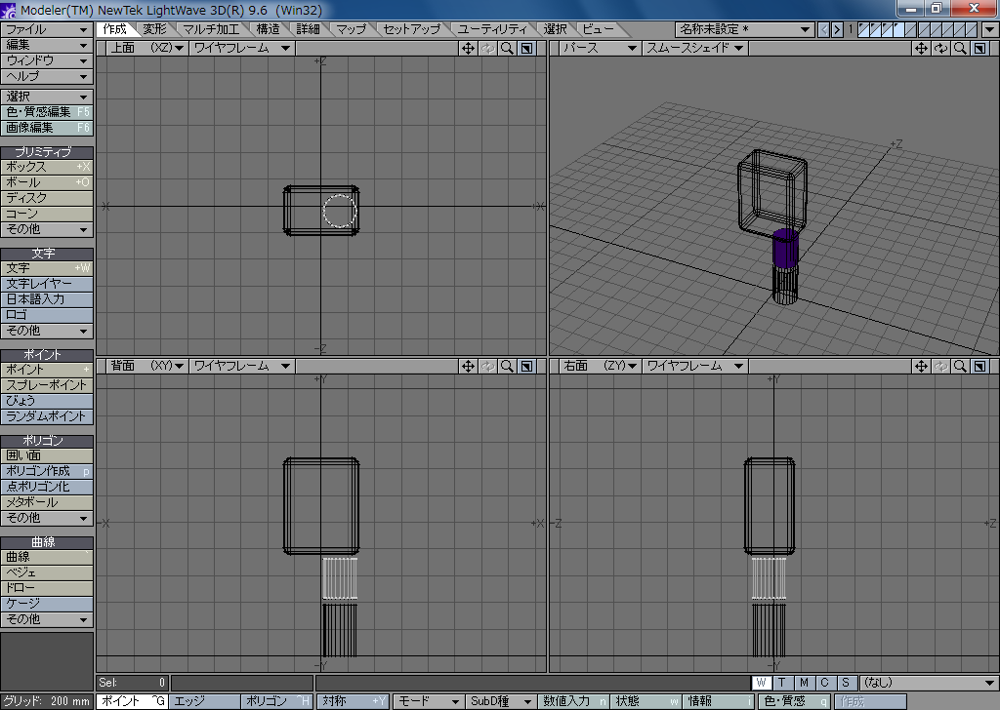 Modeler(TM) NewTek LightWave 3D(R) 9.6 (Win32)
ファイル 作成 変形 マルチ加工 構造 詳細 マップ セットアップ ユーティリティ 選択 ビュー 名称未設定 * < > 1
編集
ウィンドウ
ヘルプ
選択
色・質感編集 F5
画像編集 F6
プリミティブ
ボックス +X
ボール +O
ディスク
コーン
その他
文字
文字 +W
文字レイヤー
日本語入力
ロゴ
その他
ポイント
ポイント +
スプレーポイント
びょう
ランダムポイント
ポリゴン
囲い面
ポリゴン作成 p
点ポリゴン化
メタボール
その他
曲線
曲線
ベジェ
ドロー
ケージ
その他
上面 (XZ) ワイヤフレーム
+Z
-X
+X
-Z
パース スムースシェイド
+Z
背面 (XY) ワイヤフレーム
+Y
-X
+X
-Y
右面 (ZY) ワイヤフレーム
+Y
-Z
+Z
-Y
Sel: 0 W T M C S (なし)
グリッド: 200 mm ポイント ^G エッジ ポリゴン ^H 対称 +Y モード SubD種 数値入力 n 状態 w 情報 i 色・質感 q 作成